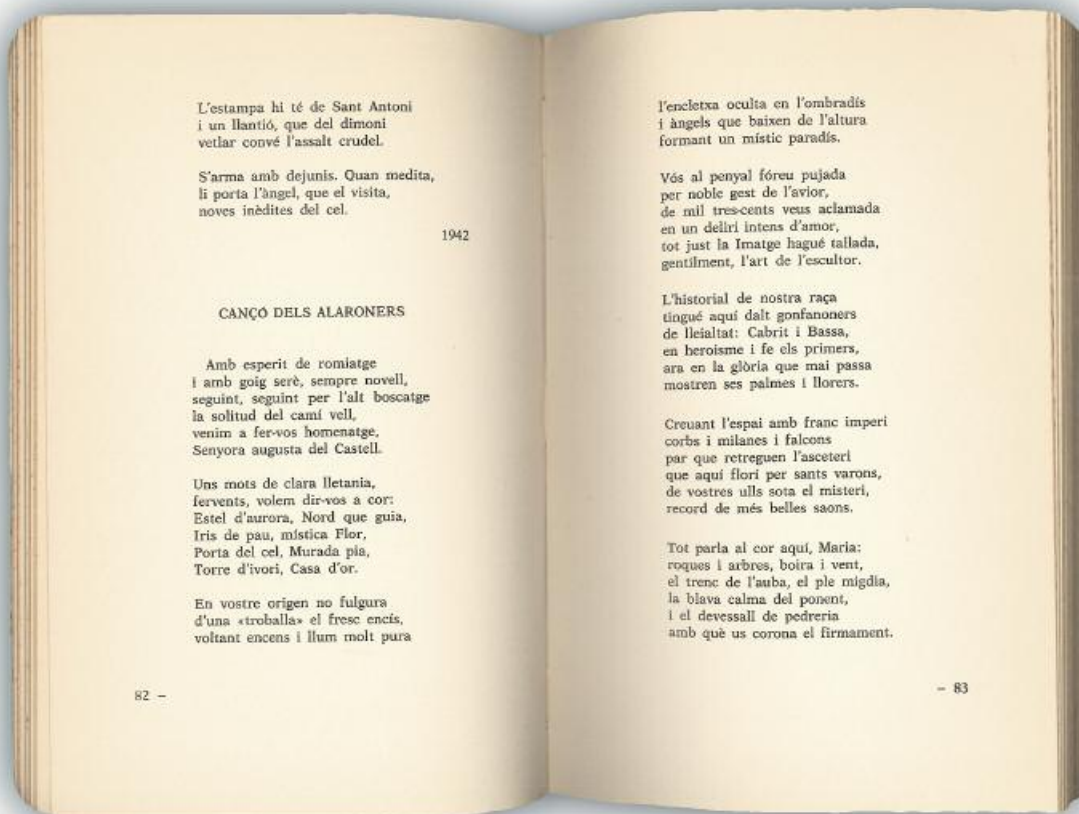 L'estampa hi té de Sant Antoni
i un llantió, que del dimoni
vetlar convé l'assalt crudel.
S'arma amb dejunis. Quan medita,
li porta l'àngel, que el visita,
noves inèdites del cel.
1942
CANÇÓ DELS ALARONERS
Amb esperit de romiatge
i amb goig serè, sempre novell,
seguint, seguint per l'alt boscatge
la solitud del camí vell,
venim a fer-vos homenatge,
Senyora augusta del Castell.
Uns mots de clara lletania,
fervents, volem dir-vos a cor:
Estel d'aurora, Nord que guia,
Iris de pau, mística Flor,
Porta del cel, Murada pia,
Torre d'ivori, Casa d'or.
En vostre origen no fulgura
d'una «troballa» el fresc encís,
voltant encens i llum molt pura
82 –
l'encletxa oculta en l'ombradís
i àngels que baixen de l'altura
formant un místic paradís.
Vós al penyal fóreu pujada
per noble gest de l'avior,
de mil tres-cents veus aclamada
en un deliri intens d'amor,
tot just la Imatge hagué tallada,
gentilment, l'art de l'escultor.
L'historial de nostra raça
tingué aquí dalt gonfanoners
de lleialtat: Cabrit i Bassa,
en heroisme i fe els primers,
ara en la glòria que mai passa
mostren ses palmes i llorers.
Creuant l'espai amb franc imperi
corbs i milanes i falcons
par que retreguen l'asceteri
que aquí florí per sants varons,
de vostres ulls sota el misteri,
record de més belles saons.
Tot parla al cor aquí, Maria:
roques i arbres, boira i vent,
el trenc de l'auba, el ple migdia,
la blava calma del ponent,
i el devessall de pedreria
amb què us corona el firmament.
– 83